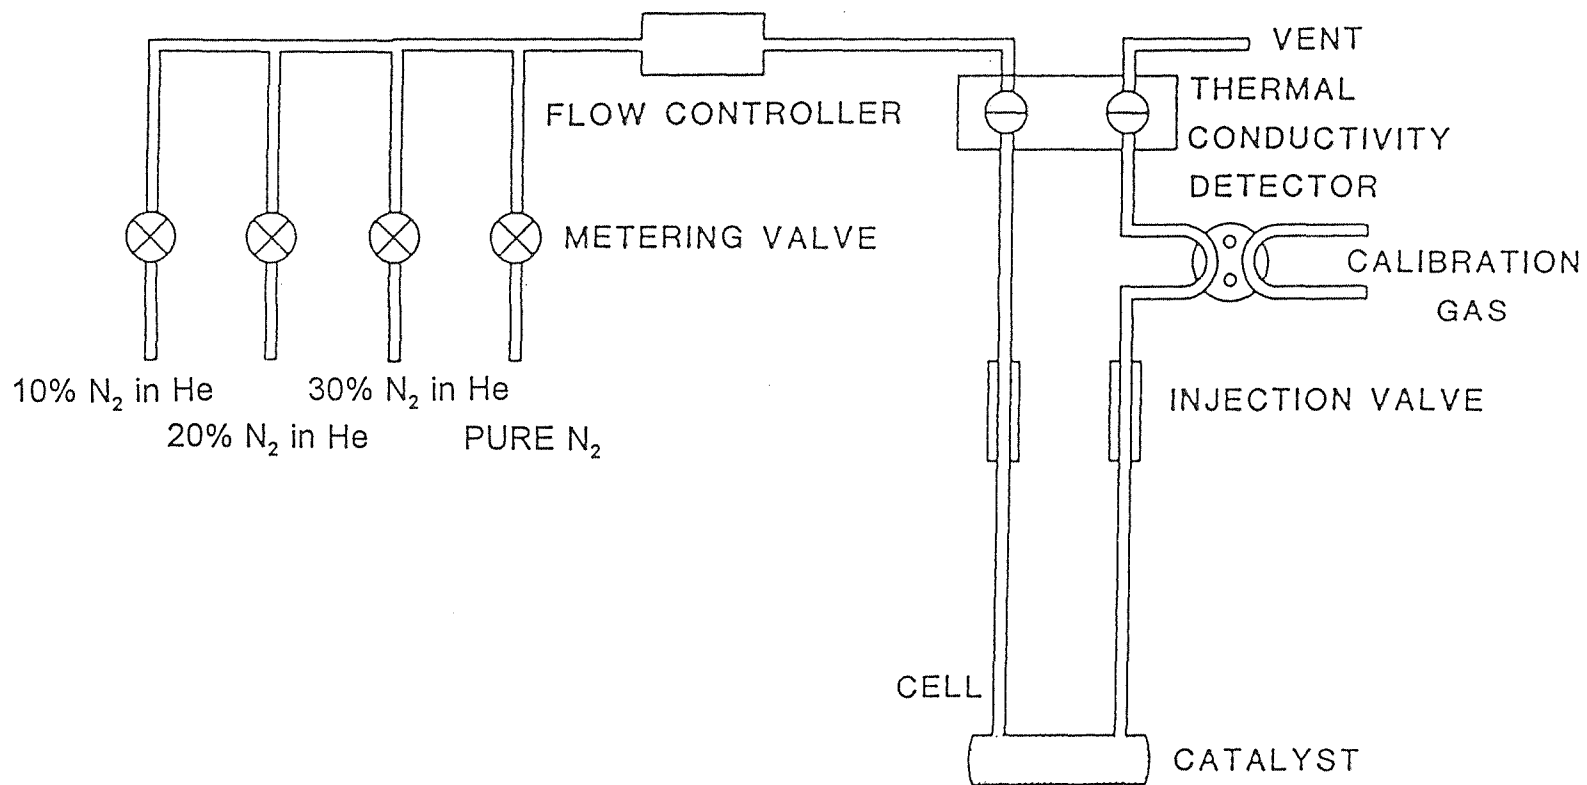 VENT
THERMAL
CONDUCTIVITY
DETECTOR
FLOW CONTROLLER
METERING VALVE
CALIBRATION
GAS
10% N₂ in He
30% N₂ in He
20% N₂ in He
PURE N₂
INJECTION VALVE
CELL
CATALYST